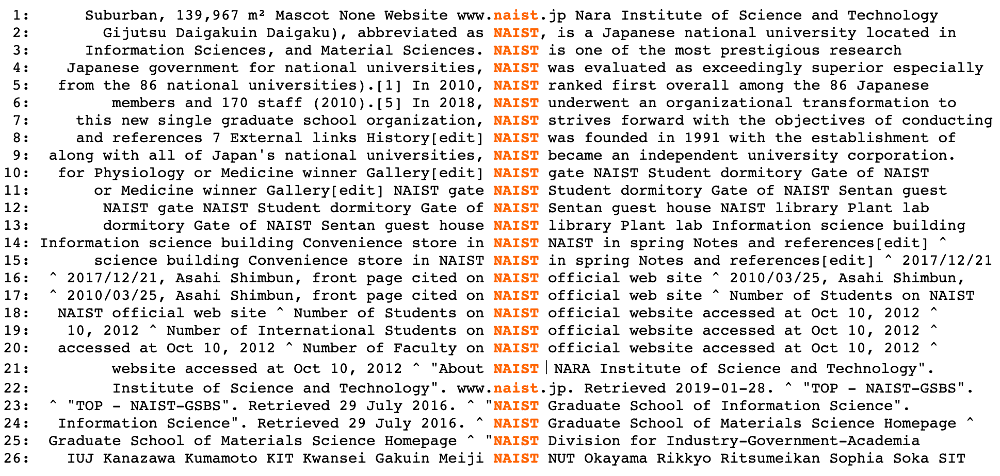 1: Suburban, 139,967 m² Mascot None Website www.naist.jp Nara Institute of Science and Technology
2: Gijutsu Daigakuin Daigaku), abbreviated as NAIST, is a Japanese national university located in
3: Information Sciences, and Material Sciences. NAIST is one of the most prestigious research
4: Japanese government for national universities, NAIST was evaluated as exceedingly superior especially
5: from the 86 national universities).[1] In 2010, NAIST ranked first overall among the 86 Japanese
6: members and 170 staff (2010).[5] In 2018, NAIST underwent an organizational transformation to
7: this new single graduate school organization, NAIST strives forward with the objectives of conducting
8: and references 7 External links History[edit] NAIST was founded in 1991 with the establishment of
9: along with all of Japan's national universities, NAIST became an independent university corporation.
10: for Physiology or Medicine winner Gallery[edit] NAIST gate NAIST Student dormitory Gate of NAIST
11: or Medicine winner Gallery[edit] NAIST gate NAIST Student dormitory Gate of NAIST Sentan guest
12: NAIST gate NAIST Student dormitory Gate of NAIST Sentan guest house NAIST library Plant lab
13: dormitory Gate of NAIST Sentan guest house NAIST library Plant lab Information science building
14: Information science building Convenience store in NAIST NAIST in spring Notes and references[edit] ^
15: science building Convenience store in NAIST NAIST in spring Notes and references[edit] ^ 2017/12/21
16: ^ 2017/12/21, Asahi Shimbun, front page cited on NAIST official web site ^ 2010/03/25, Asahi Shimbun,
17: ^ 2010/03/25, Asahi Shimbun, front page cited on NAIST official web site ^ Number of Students on NAIST
18: NAIST official web site ^ Number of Students on NAIST official website accessed at Oct 10, 2012 ^
19: 10, 2012 ^ Number of International Students on NAIST official website accessed at Oct 10, 2012 ^
20: accessed at Oct 10, 2012 ^ Number of Faculty on NAIST official website accessed at Oct 10, 2012 ^
21: website accessed at Oct 10, 2012 ^ "About NAIST｜NARA Institute of Science and Technology".
22: Institute of Science and Technology". www.naist.jp. Retrieved 2019-01-28. ^ "TOP – NAIST-GSBS".
23: ^ "TOP – NAIST-GSBS". Retrieved 29 July 2016. ^ "NAIST Graduate School of Information Science".
24: Information Science". Retrieved 29 July 2016. ^ NAIST Graduate School of Materials Science Homepage ^
25: Graduate School of Materials Science Homepage ^ "NAIST Division for Industry-Government-Academia
26: IUJ Kanazawa Kumamoto KIT Kwansei Gakuin Meiji NAIST NUT Okayama Rikkyo Ritsumeikan Sophia Soka SIT